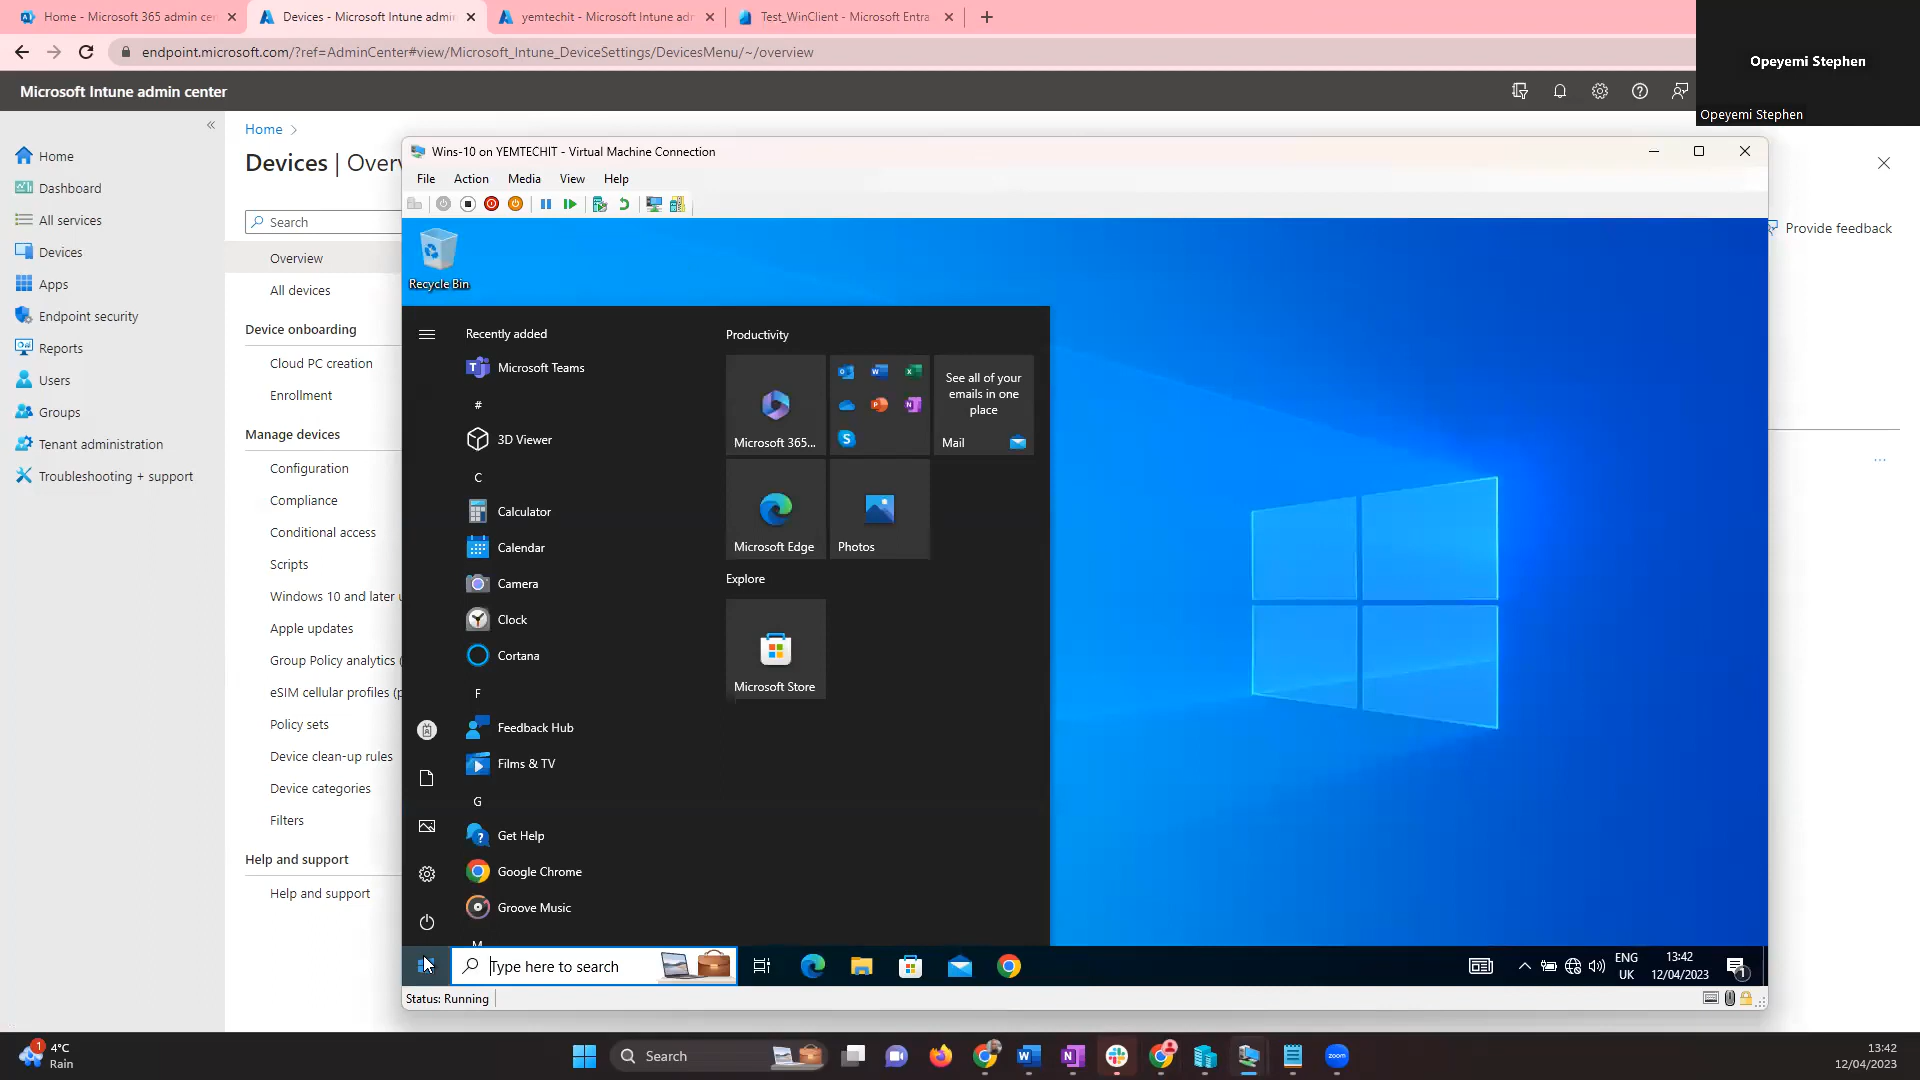 Home - Microsoft 365 admin cen
Devices - Microsoft Intune admin
yemtechit - Microsoft Intune adm
Test_WinClient - Microsoft Entra
endpoint.microsoft.com/?ref=AdminCenter#view/Microsoft_Intune_DeviceSettings/DevicesMenu/~/overview
Opeyemi Stephen
Opeyemi Stephen
Microsoft Intune admin center
Home
Dashboard
All services
Devices
Apps
Endpoint security
Reports
Users
Groups
Tenant administration
Troubleshooting + support
Home
Devices | Overv
Provide feedback
Search
Overview
All devices
Device onboarding
Cloud PC creation
Enrollment
Manage devices
Configuration
Compliance
Conditional access
Scripts
Windows 10 and later u
Apple updates
Group Policy analytics (
eSIM cellular profiles (p
Policy sets
Device clean-up rules
Device categories
Filters
Help and support
Help and support
Wins-10 on YEMTECHIT - Virtual Machine Connection
File Action Media View Help
Recycle Bin
Recently added
Microsoft Teams
#
3D Viewer
C
Calculator
Calendar
Camera
Clock
Cortana
F
Feedback Hub
Films & TV
G
Get Help
Google Chrome
Groove Music
M
Productivity
Microsoft 365...
See all of your
emails in one
place
Mail
Microsoft Edge
Photos
Explore
Microsoft Store
Type here to search
ENG
UK
13:42
12/04/2023
1
Status: Running
1
4°C
Rain
Search
zoom
13:42
12/04/2023